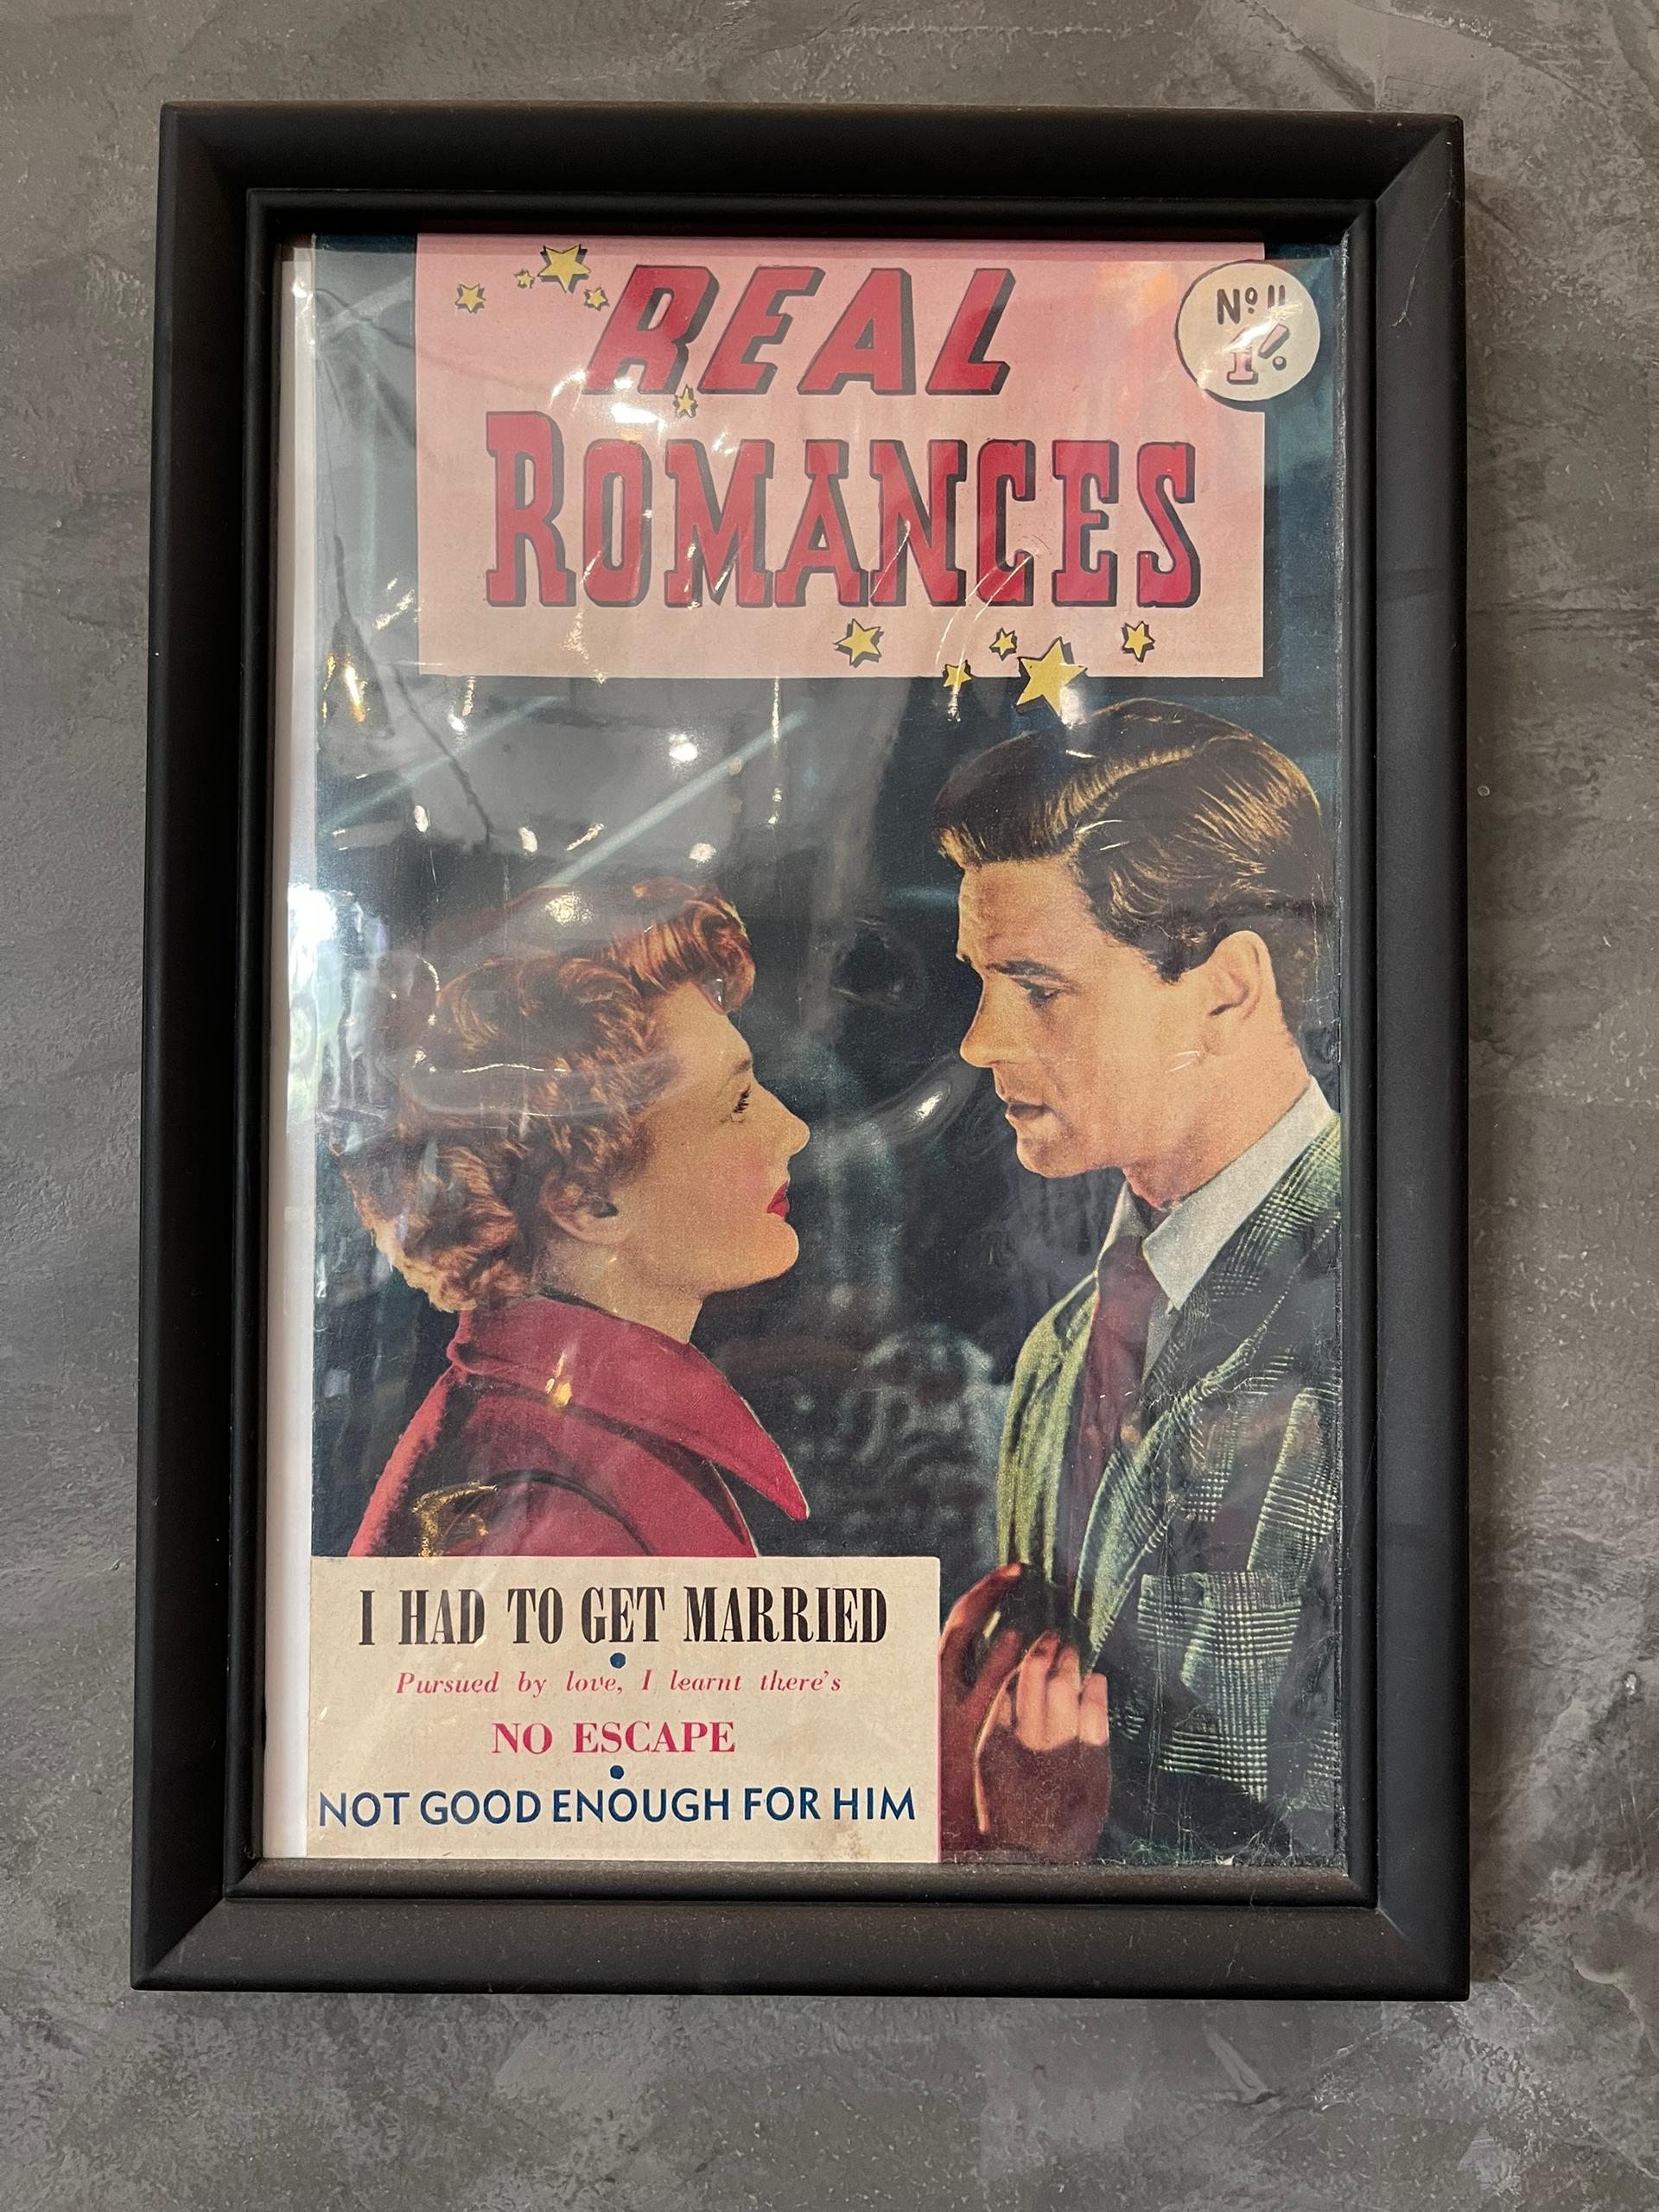 REAL
ROMANCES
Nº 11
1/.
I HAD TO GET MARRIED
Pursued by love, I learnt there's
NO ESCAPE
NOT GOOD ENOUGH FOR HIM